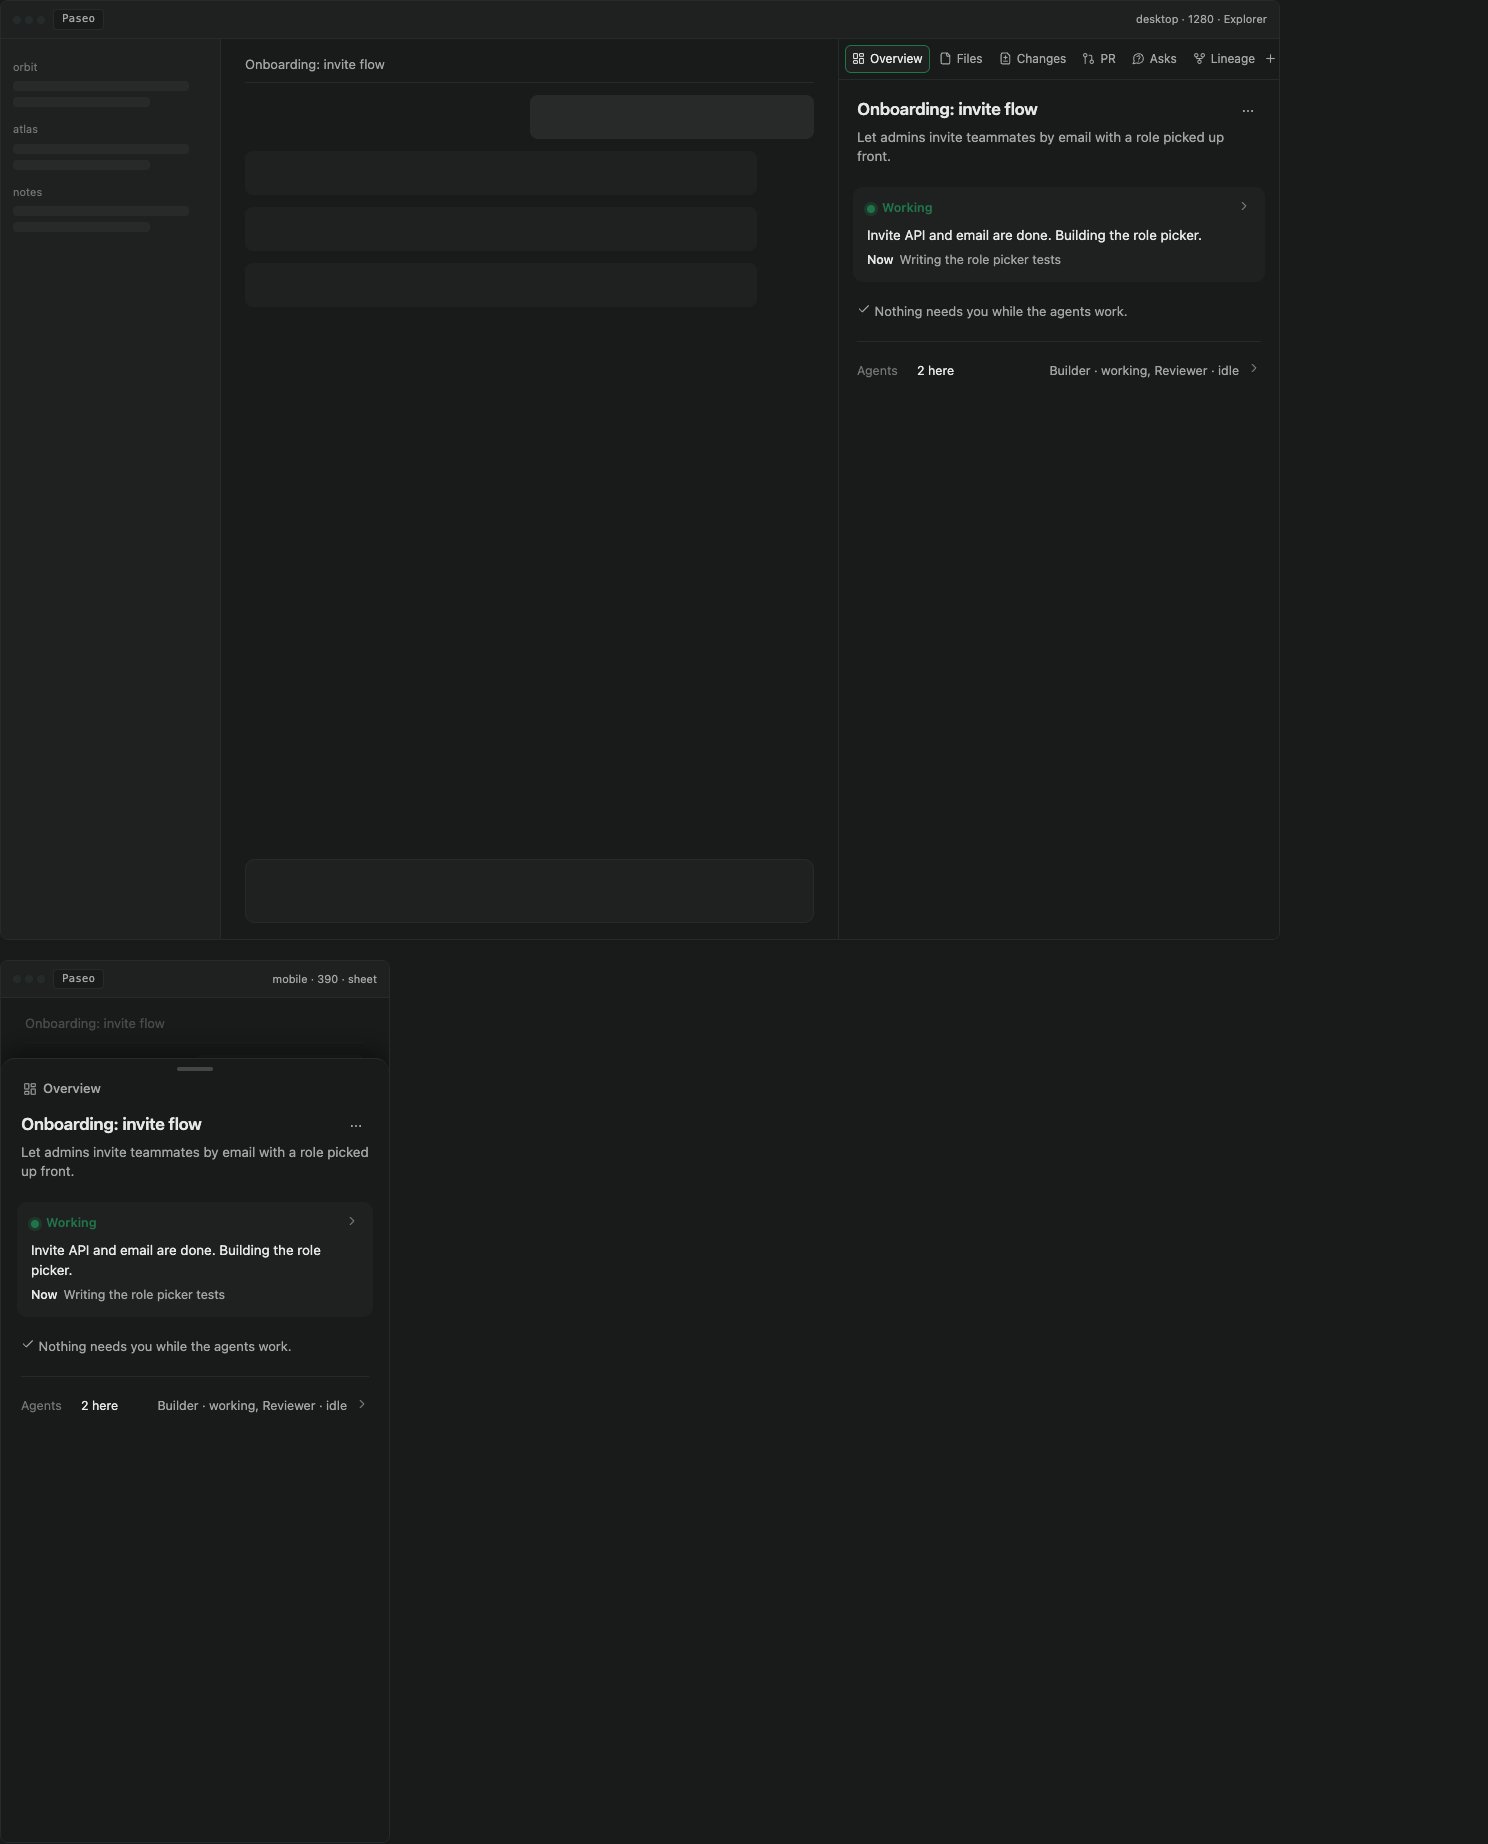 Paseo
desktop · 1280 · Explorer
orbit
atlas
notes
Onboarding: invite flow
Overview
Files
Changes
PR
Asks
Lineage
Onboarding: invite flow
Let admins invite teammates by email with a role picked up
front.
Working
Invite API and email are done. Building the role picker.
Now Writing the role picker tests
Nothing needs you while the agents work.
Agents 2 here Builder · working, Reviewer · idle
Paseo
mobile · 390 · sheet
Onboarding: invite flow
Overview
Onboarding: invite flow
Let admins invite teammates by email with a role picked
up front.
Working
Invite API and email are done. Building the role
picker.
Now Writing the role picker tests
Nothing needs you while the agents work.
Agents 2 here Builder · working, Reviewer · idle